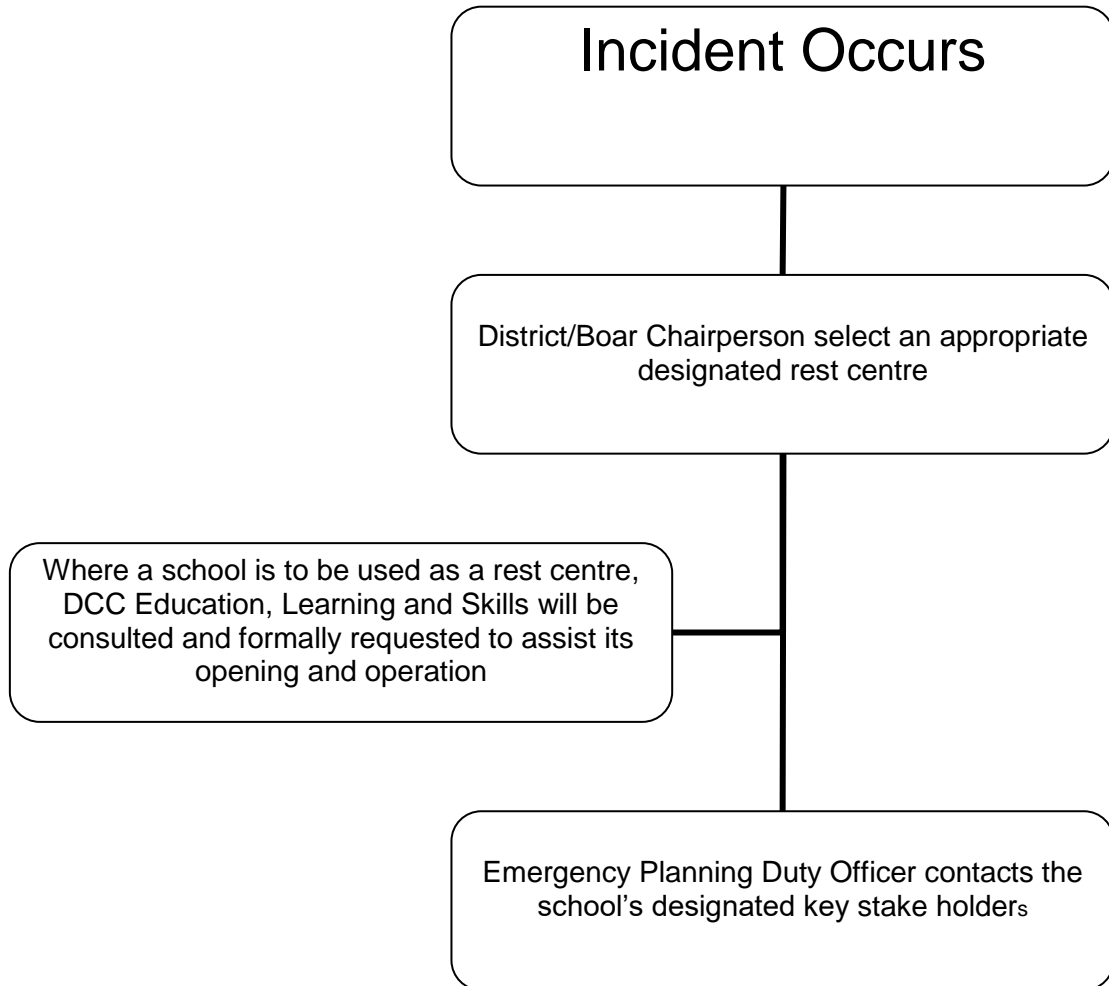 Incident Occurs
District/Boar Chairperson select an appropriate
designated rest centre
Where a school is to be used as a rest centre,
DCC Education, Learning and Skills will be
consulted and formally requested to assist its
opening and operation
Emergency Planning Duty Officer contacts the
school’s designated key stake holders